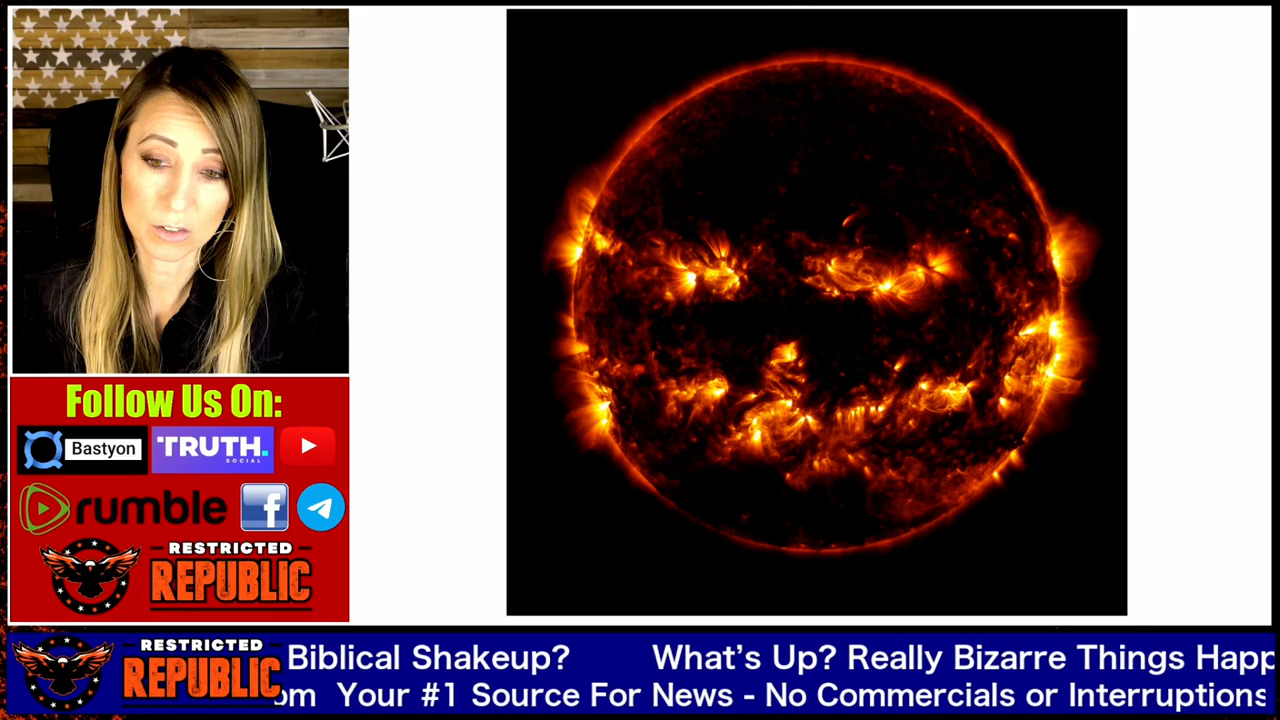 Follow Us On:
Bastyon
TRUTH.
SOCIAL
rumble
RESTRICTED
REPUBLIC
RESTRICTED
REPUBLIC
Biblical Shakeup? What's Up? Really Bizarre Things Happ
om Your #1 Source For News - No Commercials or Interruptions